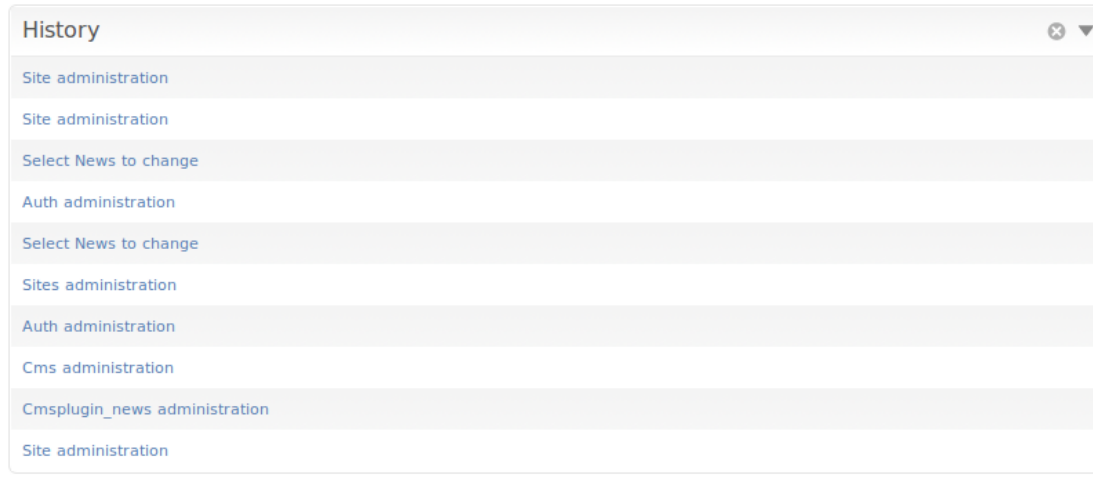 History
Site administration
Site administration
Select News to change
Auth administration
Select News to change
Sites administration
Auth administration
Cms administration
Cmsplugin_news administration
Site administration